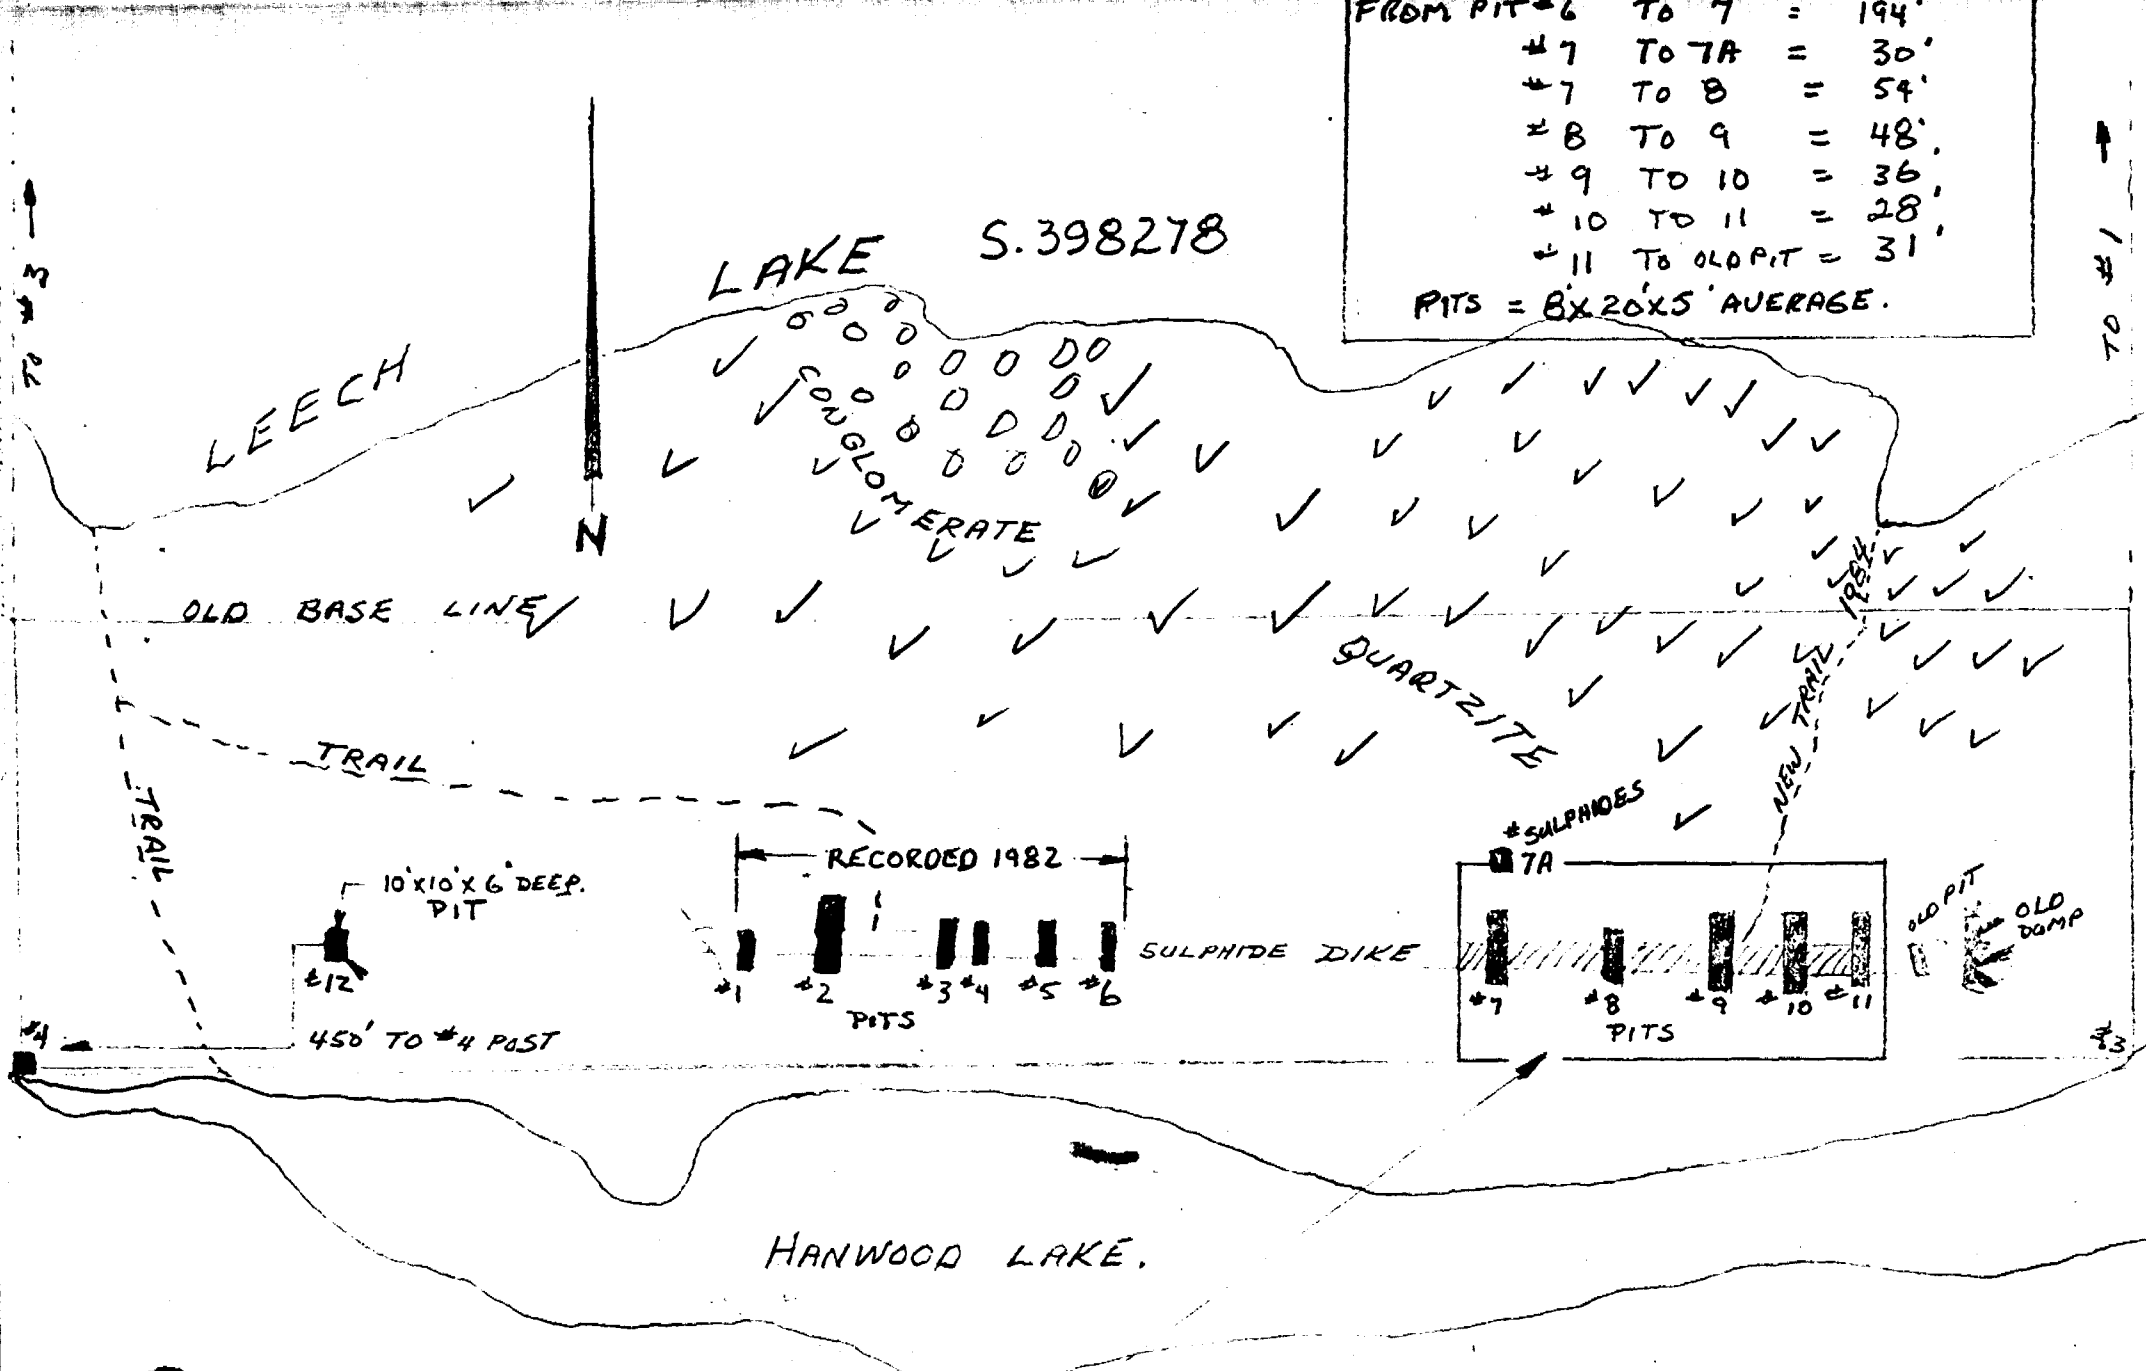 FROM PIT #6 TO 7 = 194'
#7 TO 7A = 30'
#7 TO 8 = 54'
#8 TO 9 = 48'
#9 TO 10 = 36'
#10 TO 11 = 28'
#11 TO OLD PIT = 31'
PITS = 8'X20'X5' AVERAGE.
S.398278
LEECH LAKE
TO #3
TO #1
N
CONGLOMERATE
OLD BASE LINE
QUARTZITE
NEW TRAIL 1984
TRAIL
TRAIL
#SULPHIDES
7A
RECORDED 1982
10'X10'X6' DEEP.
PIT
#12
#1 #2 #3 #4 #5 #6
PITS
SULPHIDE DIKE
#7 #8 #9 #10 #11
PITS
OLD PIT
OLD
DUMP
#4
450' TO #4 POST
#3
HANWOOD LAKE.